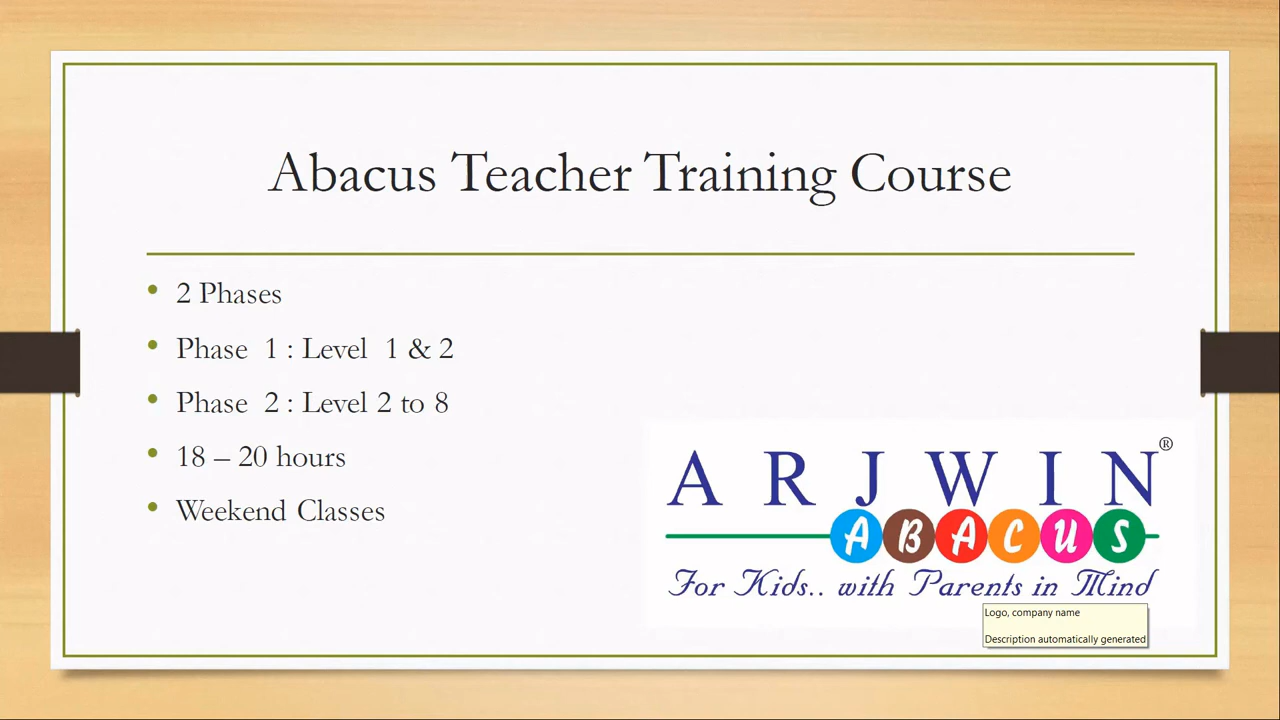 Abacus Teacher Training Course
• 2 Phases
• Phase 1 : Level 1 & 2
• Phase 2 : Level 2 to 8
• 18 – 20 hours
• Weekend Classes
ARJWIN®
ABACUS
For Kids.. with Parents in Mind
Logo, company name
Description automatically generated